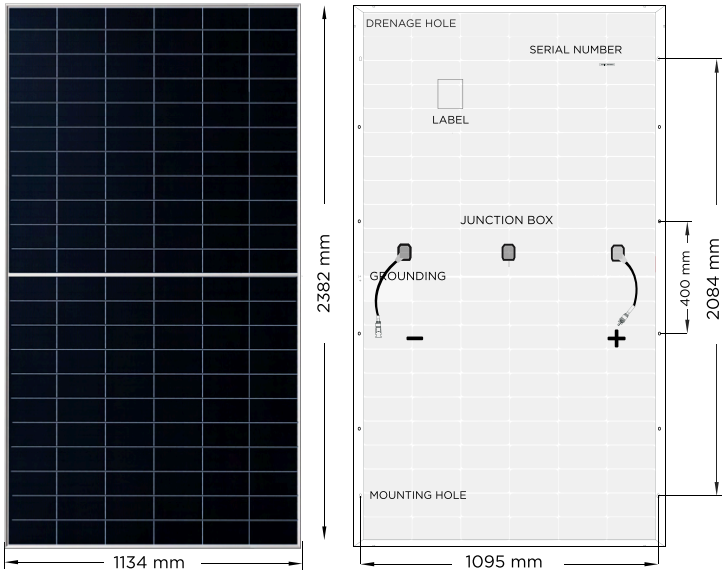 DRENAGE HOLE
SERIAL NUMBER
LABEL
JUNCTION BOX
GROUNDING
2382 mm
400 mm
2084 mm
MOUNTING HOLE
1134 mm
1095 mm